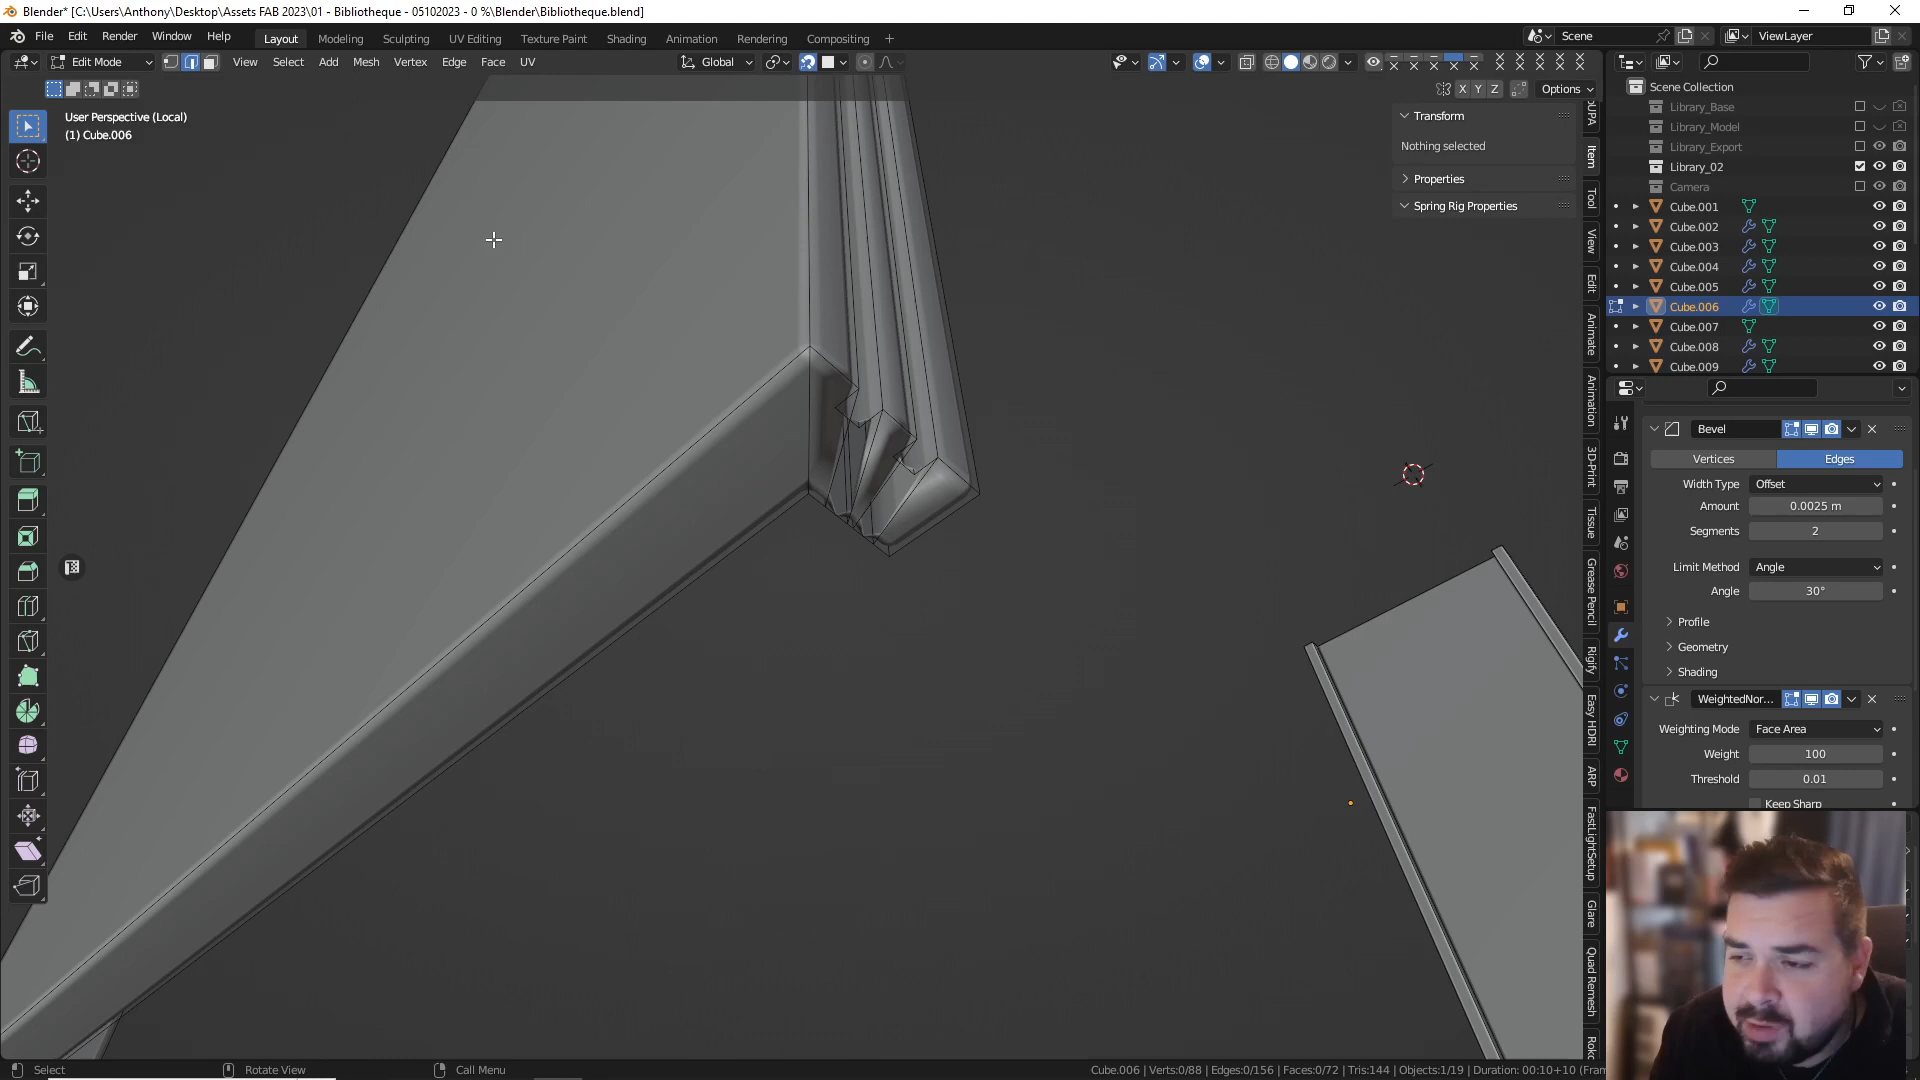 Blender* [C:\Users\Anthony\Desktop\Assets FAB 2023\01 - Bibliotheque - 05102023 - 0 %\Blender\Bibliotheque.blend]
File Edit Render Window Help Layout Modeling Sculpting UV Editing Texture Paint Shading Animation Rendering Compositing + Scene ViewLayer
Edit Mode View Select Add Mesh Vertex Edge Face UV Global
X Y Z Options
User Perspective (Local)
(1) Cube.006
Transform
Nothing selected
Properties
Spring Rig Properties
Item
Tool
View
Edit
Animate
Animation
3D-Print
Tissue
Grease Pencil
Rigify
Easy HDRI
ARP
FastLightSetup
Glare
Quad Remesh
Scene Collection
Library_Base
Library_Model
Library_Export
Library_02
Camera
Cube.001
Cube.002
Cube.003
Cube.004
Cube.005
Cube.006
Cube.007
Cube.008
Cube.009
Bevel
Vertices Edges
Width Type Offset
Amount 0.0025 m
Segments 2
Limit Method Angle
Angle 30°
Profile
Geometry
Shading
WeightedNor...
Weighting Mode Face Area
Weight 100
Threshold 0.01
Keep Sharp
Select Rotate View Call Menu Cube.006 | Verts:0/88 | Edges:0/156 | Faces:0/72 | Tris:144 | Objects:1/19 | Duration: 00:10+10 (Fram